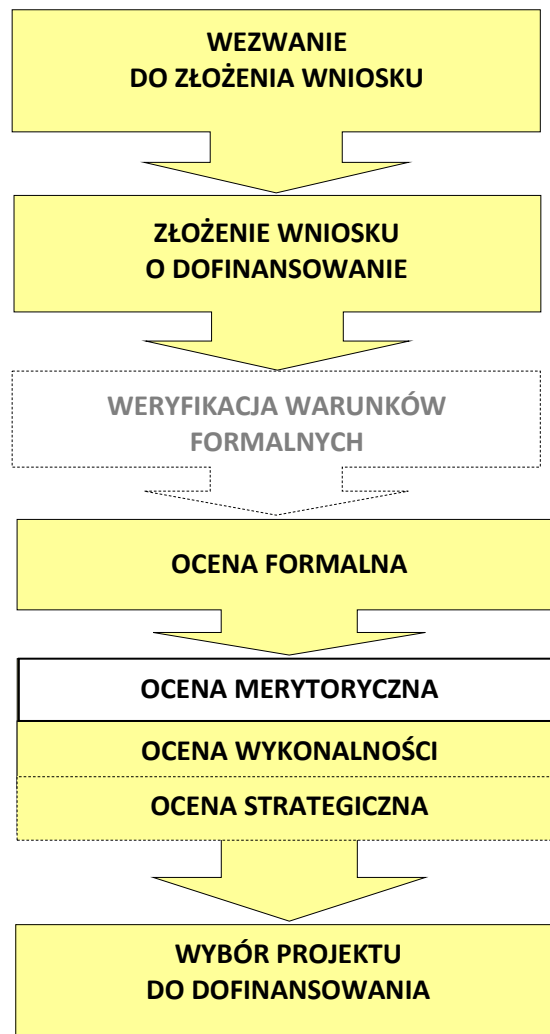 WEZWANIE
DO ZŁOŻENIA WNIOSKU
ZŁOŻENIE WNIOSKU
O DOFINANSOWANIE
WERYFIKACJA WARUNKÓW
FORMALNYCH
OCENA FORMALNA
OCENA MERYTORYCZNA
OCENA WYKONALNOŚCI
OCENA STRATEGICZNA
WYBÓR PROJEKTU
DO DOFINANSOWANIA